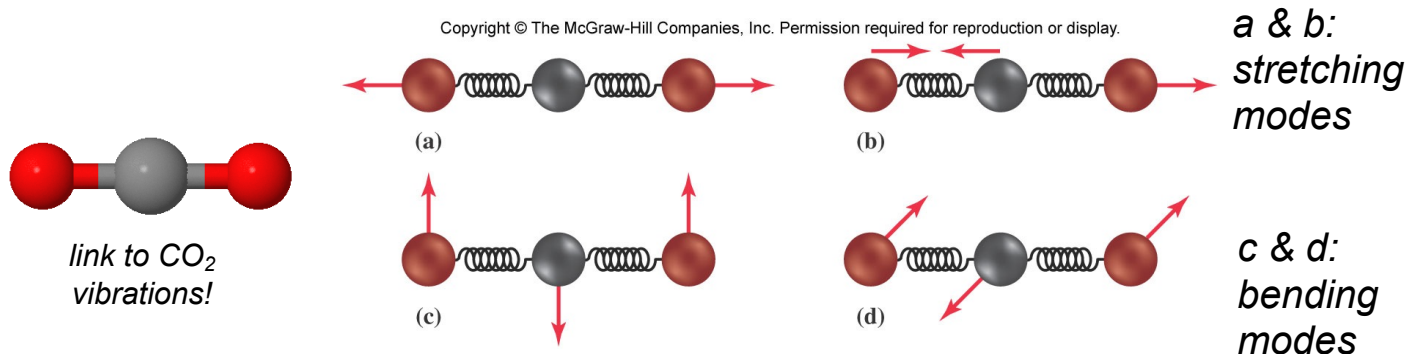 Copyright © The McGraw-Hill Companies, Inc. Permission required for reproduction or display.
a & b:
stretching
modes
(a)
(b)
link to CO₂
vibrations!
c & d:
bending
modes
(c)
(d)